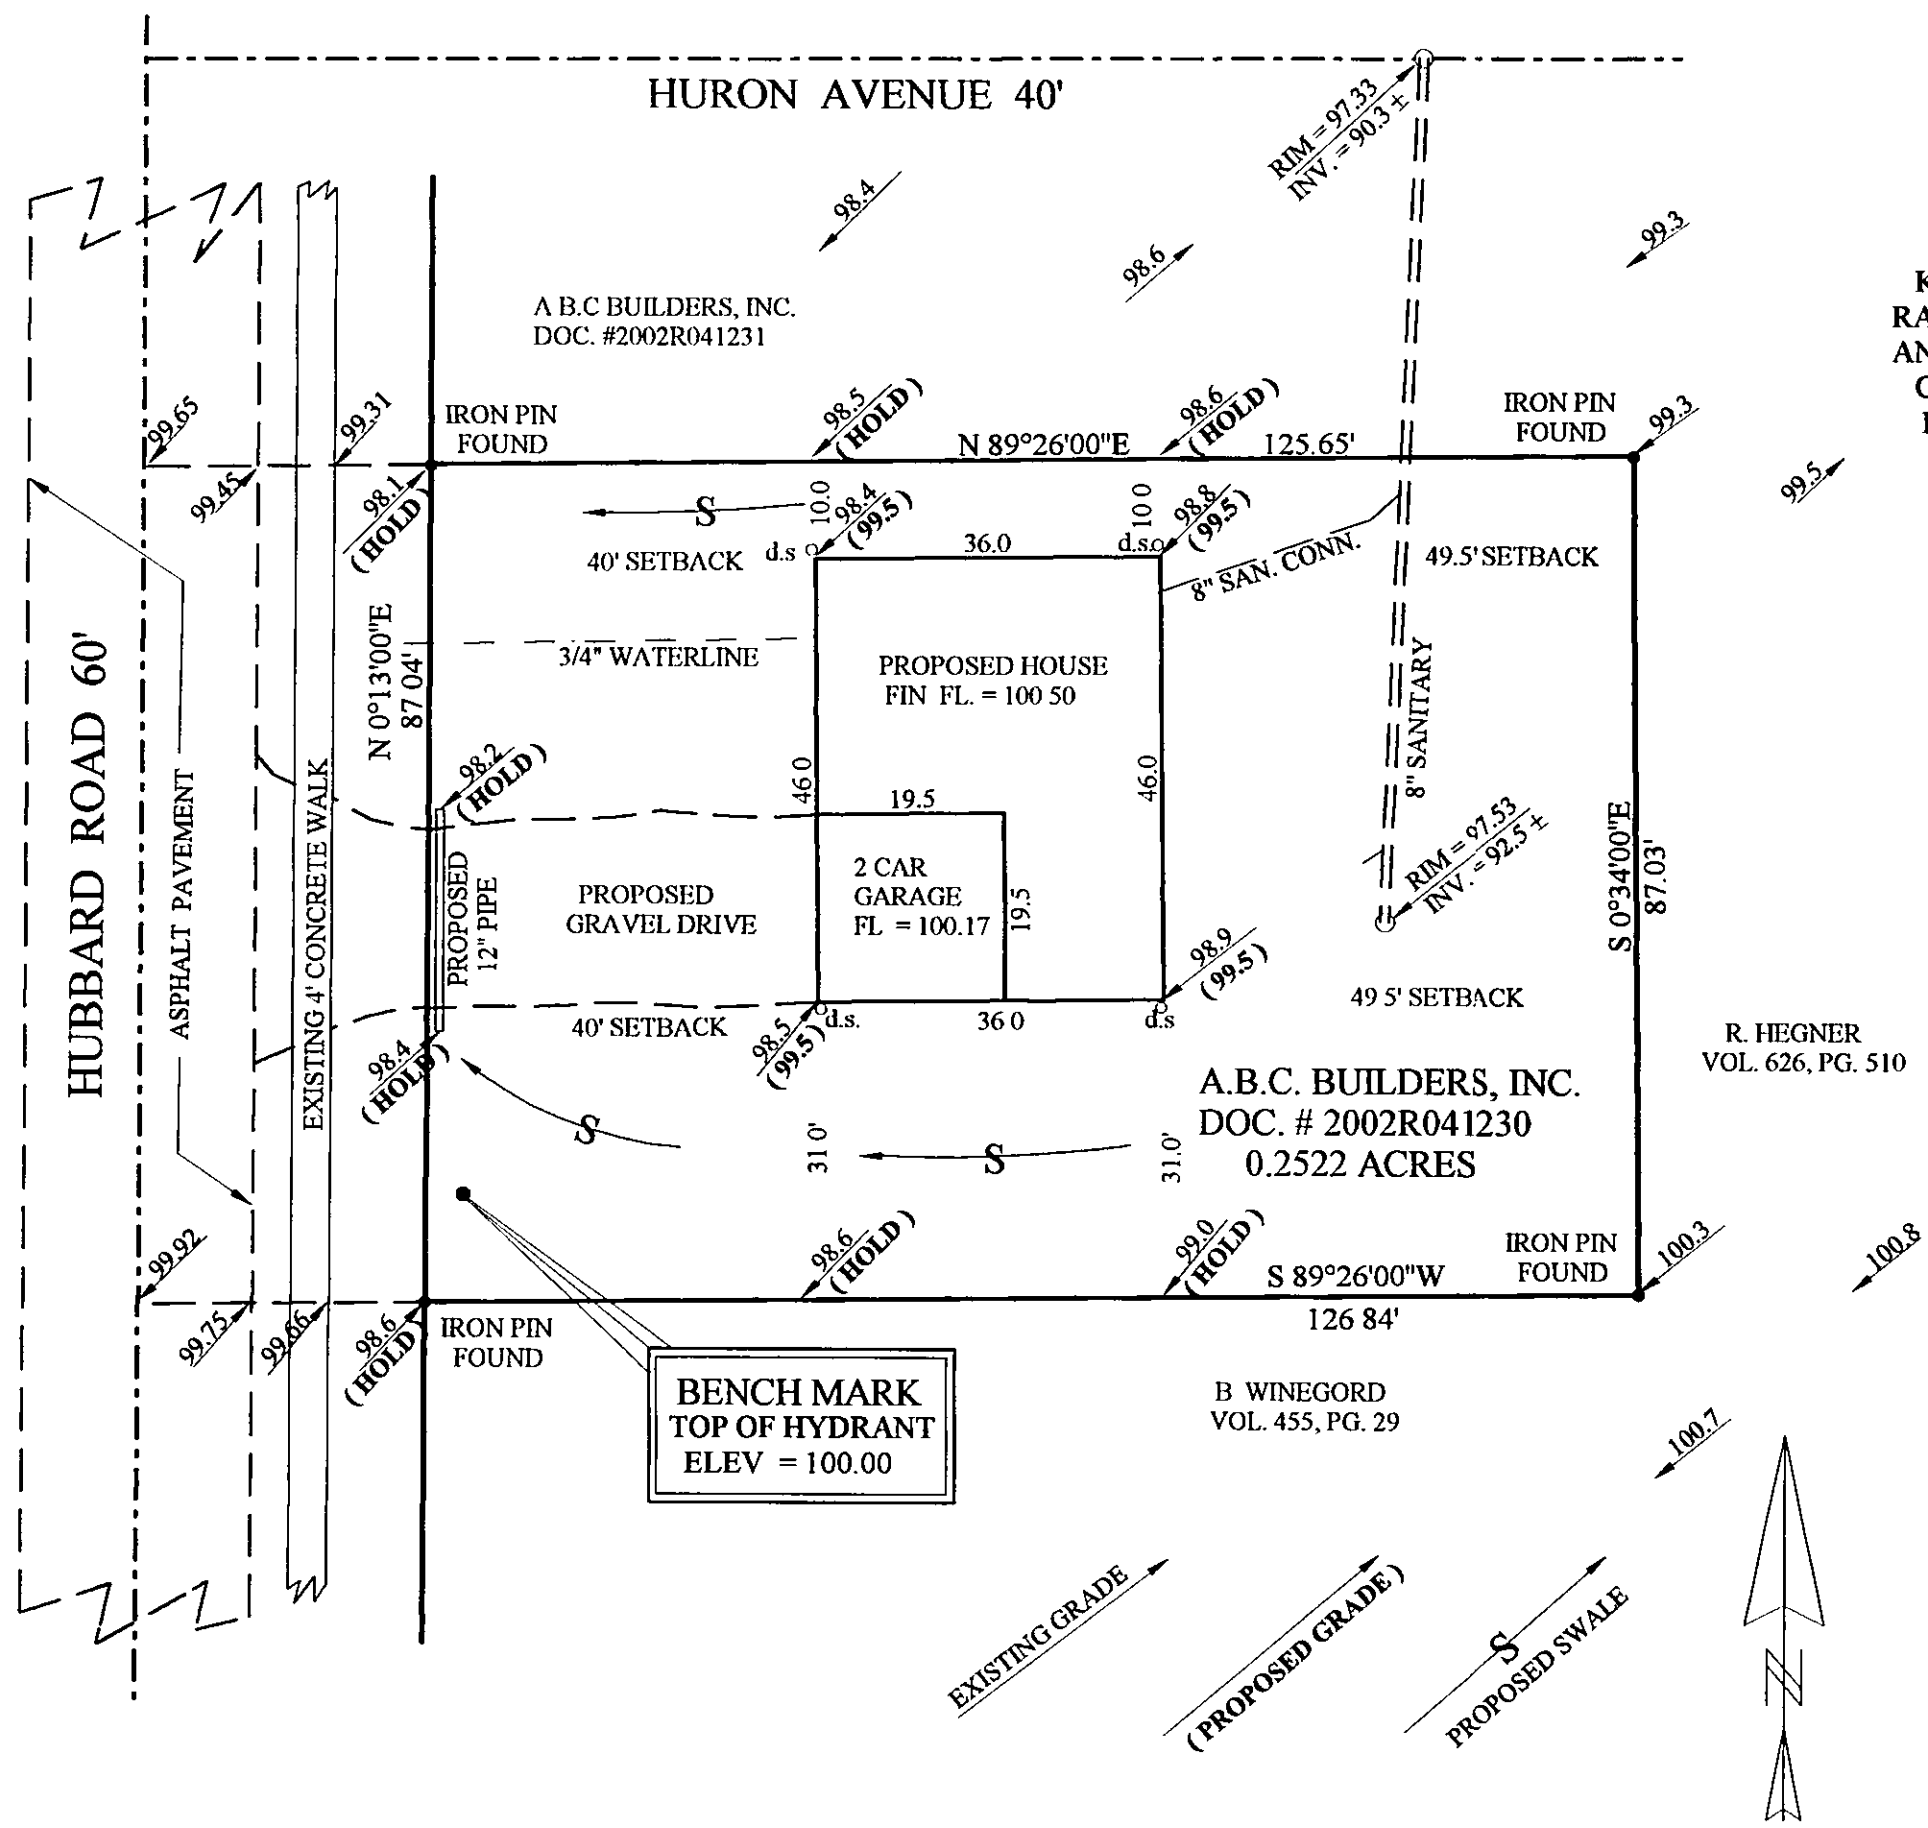 HURON AVENUE 40'
RIM = 97.33
INV. = 90.3 ±
98.4
98.6
99.3
A B.C BUILDERS, INC.
DOC. #2002R041231
K
RA
AN
99.65
99.31
99.45
98.1
(HOLD)
IRON PIN
FOUND
98.5
(HOLD)
N 89°26'00"E
98.6
(HOLD)
125.65'
IRON PIN
FOUND
99.3
99.5
S
10.0
98.4
(99.5)
10 0
98.8
(99.5)
d.s
36.0
d.s.
40' SETBACK
8" SAN. CONN.
49.5' SETBACK
HUBBARD ROAD 60'
ASPHALT PAVEMENT
EXISTING 4' CONCRETE WALK
N 0°13'00"E
87 04'
3/4" WATERLINE
PROPOSED HOUSE
FIN FL. = 100 50
8" SANITARY
98.2
(HOLD)
46 0
19.5
46.0
PROPOSED
12" PIPE
PROPOSED
GRAVEL DRIVE
2 CAR
GARAGE
FL = 100.17
19.5
RIM = 97.53
INV. = 92.5 ±
S 0°34'00"E
87.03'
98.9
(99.5)
40' SETBACK
98.5
(99.5)
d.s.
36 0
d.s
49 5' SETBACK
98.4
(HOLD)
R. HEGNER
VOL. 626, PG. 510
A.B.C. BUILDERS, INC.
DOC. # 2002R041230
0.2522 ACRES
S
31 0'
S
31.0'
99.92
99.75
99.66
98.6
(HOLD)
IRON PIN
FOUND
98.6
(HOLD)
99.0
(HOLD)
S 89°26'00"W
126 84'
IRON PIN
FOUND
100.3
100.8
BENCH MARK
TOP OF HYDRANT
ELEV = 100.00
B WINEGORD
VOL. 455, PG. 29
100.7
EXISTING GRADE
(PROPOSED GRADE)
S
PROPOSED SWALE
N